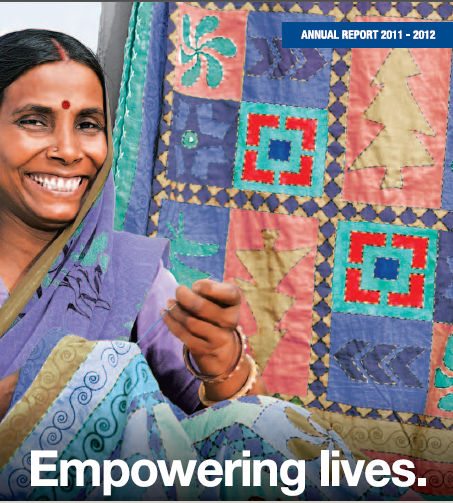 ANNUAL REPORT 2011 - 2012
Empowering lives.